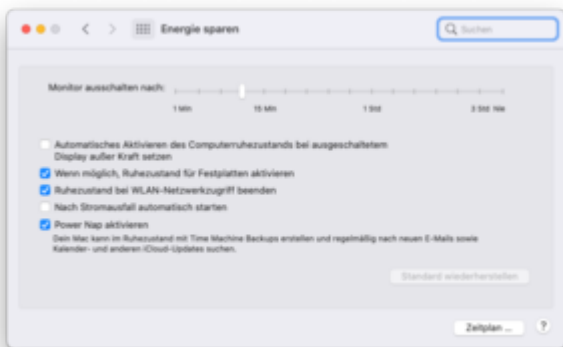 Energie sparen
Suchen
Monitor ausschalten nach:
1 Min 15 Min 1 Std 3 Std Nie
Automatisches Aktivieren des Computerruhezustands bei ausgeschaltetem
Display außer Kraft setzen
Wenn möglich, Ruhezustand für Festplatten aktivieren
Ruhezustand bei WLAN-Netzwerkzugriff beenden
Nach Stromausfall automatisch starten
Power Nap aktivieren
Dein Mac kann im Ruhezustand mit Time Machine Backups erstellen und regelmäßig nach neuen E-Mails sowie
Kalender- und anderen iCloud-Updates suchen.
Standard wiederherstellen
Zeitplan ...
?